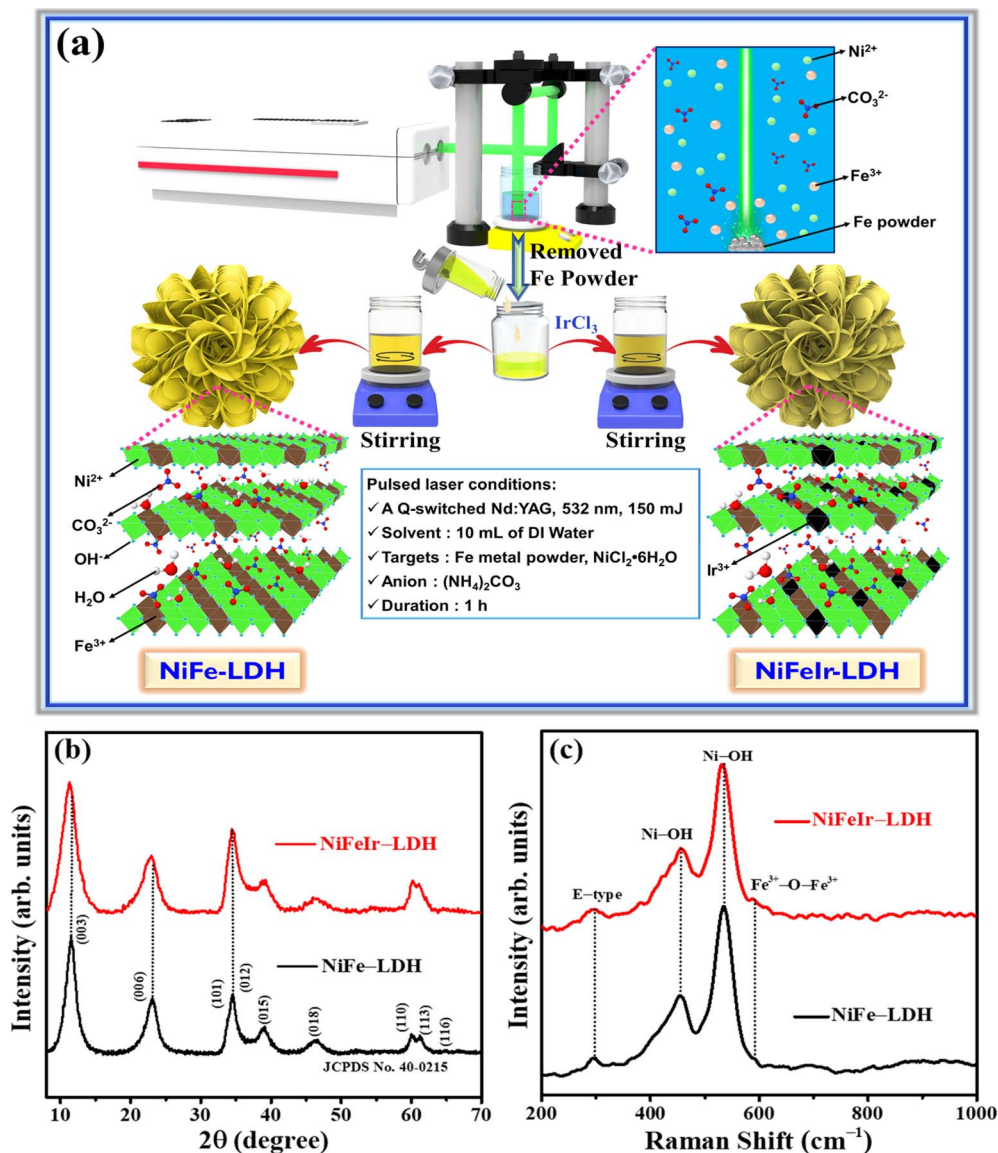 (a)
Ni²⁺
CO₃²⁻
Fe³⁺
Fe powder
Removed
Fe Powder
IrCl₃
Stirring
Stirring
Ni²⁺
CO₃²⁻
OH⁻
H₂O
Fe³⁺
Pulsed laser conditions:
✓ A Q-switched Nd:YAG, 532 nm, 150 mJ
✓ Solvent : 10 mL of DI Water
✓ Targets : Fe metal powder, NiCl₂•6H₂O
✓ Anion : (NH₄)₂CO₃
✓ Duration : 1 h
Ir³⁺
NiFe-LDH
NiFeIr-LDH
(b)
Intensity (arb. units)
NiFeIr–LDH
(003)
(006)
(101)
(012)
(015)
(018)
(110)
(113)
(116)
NiFe–LDH
JCPDS No. 40-0215
10 20 30 40 50 60 70
2θ (degree)
(c)
Intensity (arb. units)
Ni–OH
Ni–OH
NiFeIr–LDH
E–type
Fe³⁺–O–Fe³⁺
NiFe–LDH
200 400 600 800 1000
Raman Shift (cm⁻¹)